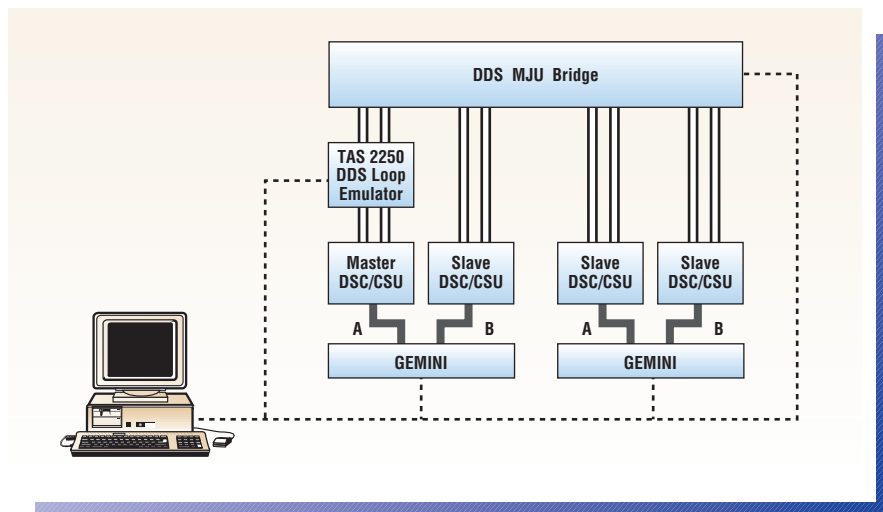 DDS MJU Bridge
TAS 2250
DDS Loop
Emulator
Master
DSC/CSU
Slave
DSC/CSU
Slave
DSC/CSU
Slave
DSC/CSU
A
B
A
B
GEMINI
GEMINI